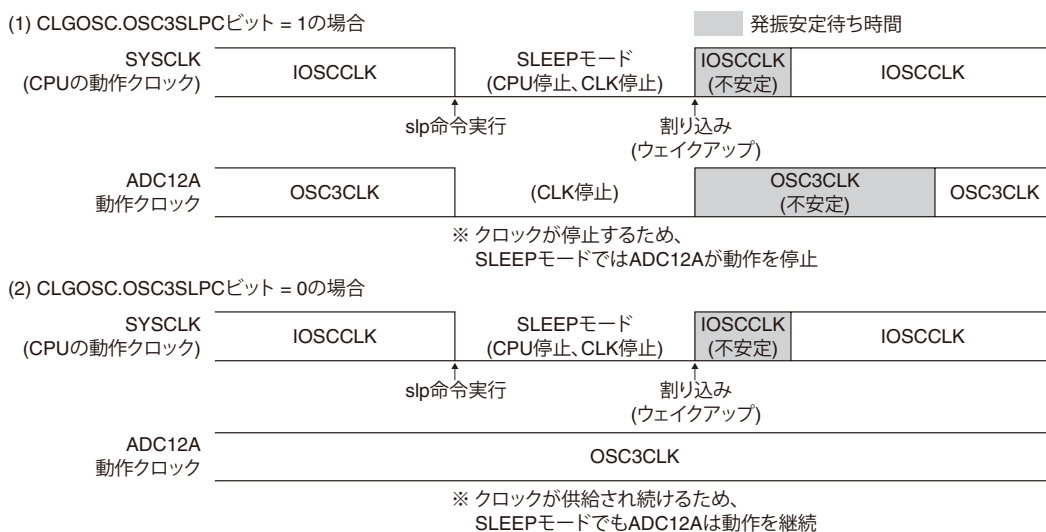 (1) CLGOSC.OSC3SLPCビット = 1の場合
発振安定待ち時間
SYSCLK
(CPUの動作クロック)
IOSCCLK
SLEEPモード
(CPU停止、CLK停止)
IOSCCLK
(不安定)
IOSCCLK
slp命令実行
割り込み
(ウェイクアップ)
ADC12A
動作クロック
OSC3CLK
(CLK停止)
OSC3CLK
(不安定)
OSC3CLK
※ クロックが停止するため、
SLEEPモードではADC12Aが動作を停止
(2) CLGOSC.OSC3SLPCビット = 0の場合
SYSCLK
(CPUの動作クロック)
IOSCCLK
SLEEPモード
(CPU停止、CLK停止)
IOSCCLK
(不安定)
IOSCCLK
slp命令実行
割り込み
(ウェイクアップ)
ADC12A
動作クロック
OSC3CLK
※ クロックが供給され続けるため、
SLEEPモードでもADC12Aは動作を継続